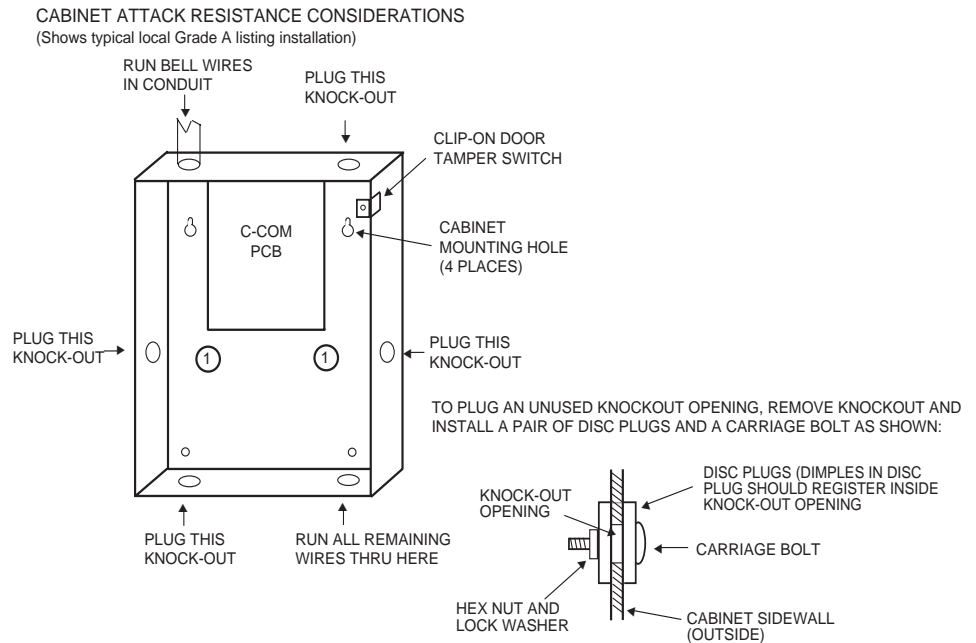 CABINET ATTACK RESISTANCE CONSIDERATIONS
(Shows typical local Grade A listing installation)
RUN BELL WIRES
IN CONDUIT
PLUG THIS
KNOCK-OUT
CLIP-ON DOOR
TAMPER SWITCH
C-COM
PCB
CABINET
MOUNTING HOLE
(4 PLACES)
PLUG THIS
KNOCK-OUT
1
1
PLUG THIS
KNOCK-OUT
PLUG THIS
KNOCK-OUT
RUN ALL REMAINING
WIRES THRU HERE
TO PLUG AN UNUSED KNOCKOUT OPENING, REMOVE KNOCKOUT AND
INSTALL A PAIR OF DISC PLUGS AND A CARRIAGE BOLT AS SHOWN:
KNOCK-OUT
OPENING
DISC PLUGS (DIMPLES IN DISC
PLUG SHOULD REGISTER INSIDE
KNOCK-OUT OPENING
CARRIAGE BOLT
HEX NUT AND
LOCK WASHER
CABINET SIDEWALL
(OUTSIDE)